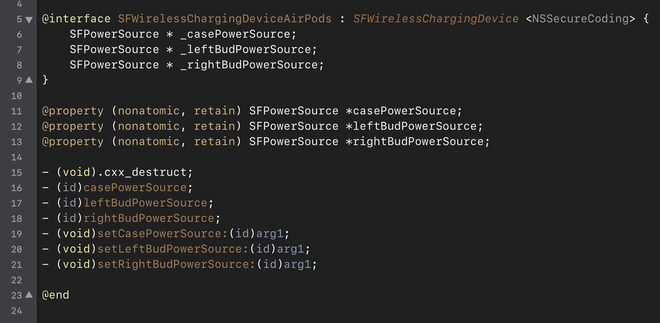 4
5 @interface SFWirelessChargingDeviceAirPods : SFWirelessChargingDevice <NSSecureCoding> {
6 SFPowerSource * _casePowerSource;
7 SFPowerSource * _leftBudPowerSource;
8 SFPowerSource * _rightBudPowerSource;
9 }
10
11 @property (nonatomic, retain) SFPowerSource *casePowerSource;
12 @property (nonatomic, retain) SFPowerSource *leftBudPowerSource;
13 @property (nonatomic, retain) SFPowerSource *rightBudPowerSource;
14
15 - (void).cxx_destruct;
16 - (id)casePowerSource;
17 - (id)leftBudPowerSource;
18 - (id)rightBudPowerSource;
19 - (void)setCasePowerSource:(id)arg1;
20 - (void)setLeftBudPowerSource:(id)arg1;
21 - (void)setRightBudPowerSource:(id)arg1;
22
23 @end
24